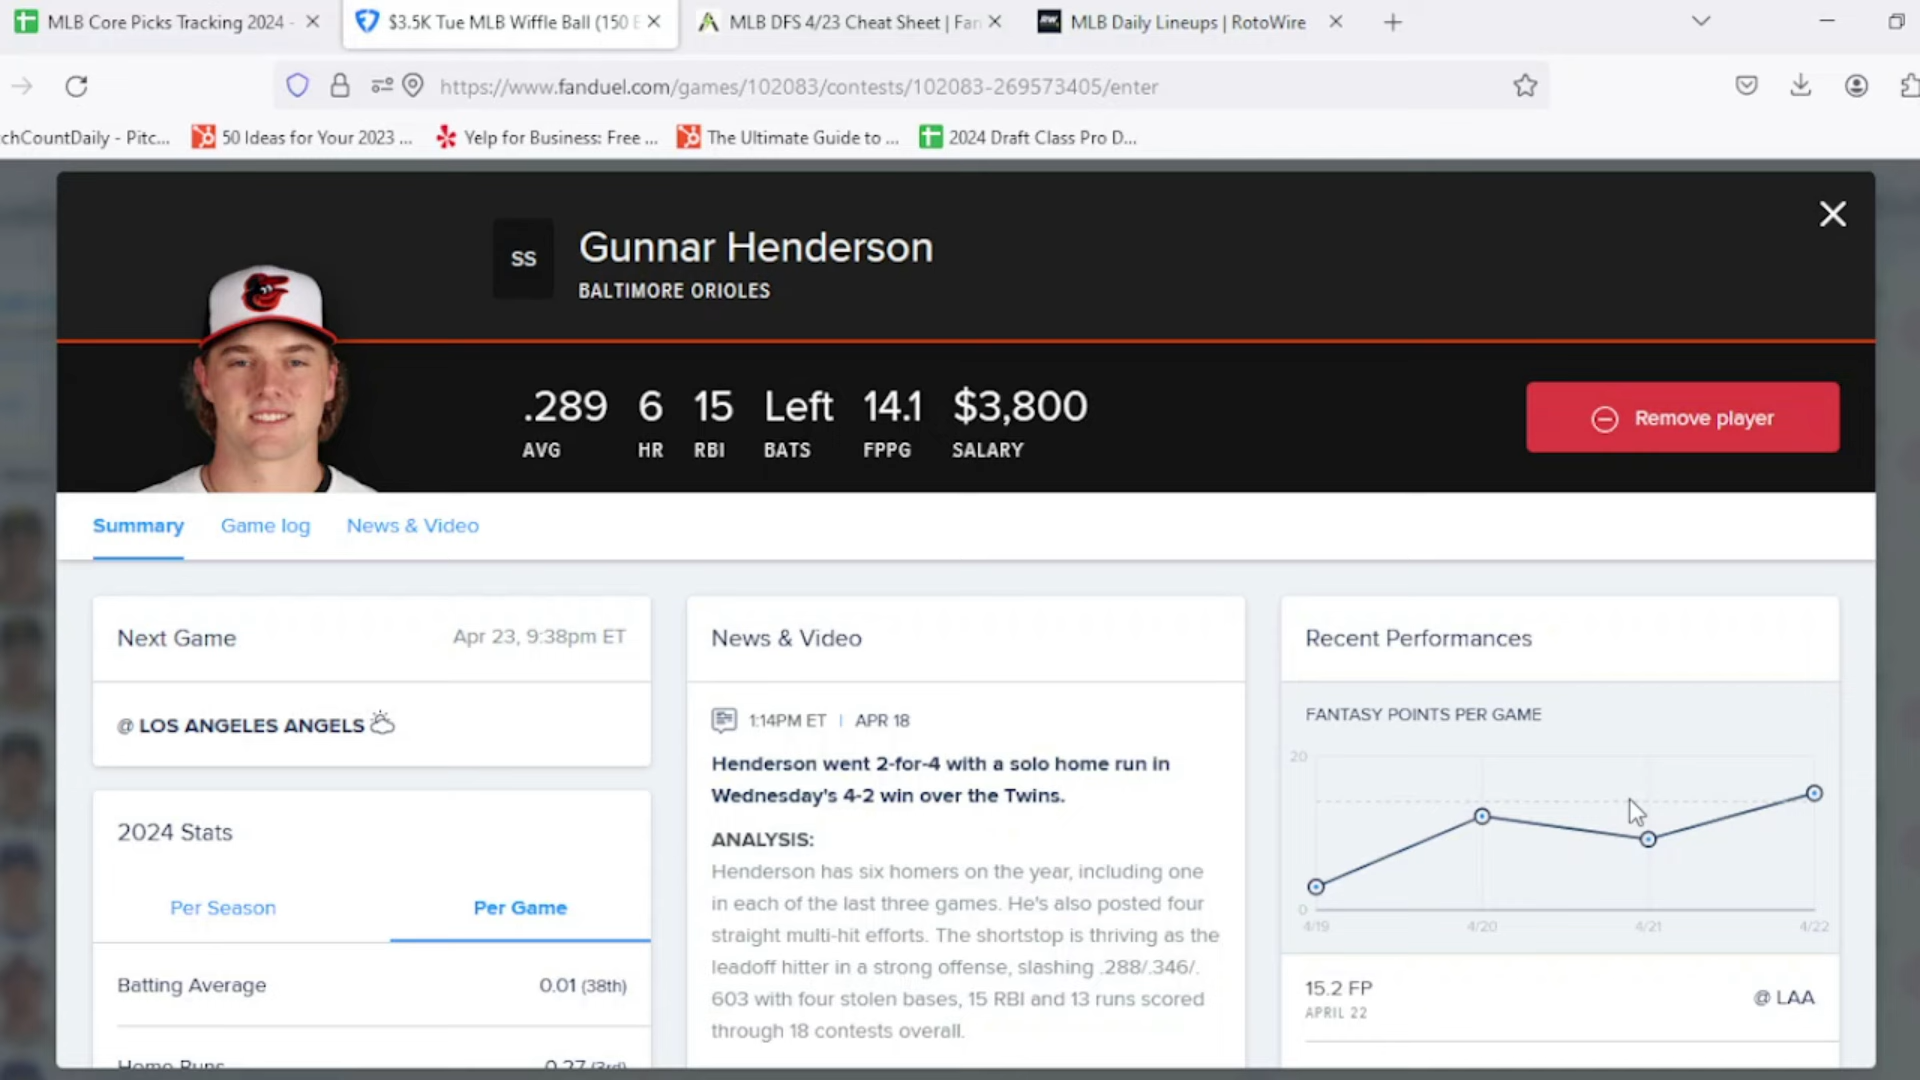 MLB Core Picks Tracking 2024 -
$3.5K Tue MLB Wiffle Ball (150 E
MLB DFS 4/23 Cheat Sheet | Fan
RW
MLB Daily Lineups | RotoWire
https://www.fanduel.com/games/102083/contests/102083-269573405/enter
chCountDaily - Pitc...
50 Ideas for Your 2023 ...
Yelp for Business: Free ...
The Ultimate Guide to ...
2024 Draft Class Pro D...
SS
Gunnar Henderson
BALTIMORE ORIOLES
.289 6 15 Left 14.1 $3,800
AVG HR RBI BATS FPPG SALARY
Remove player
Summary
Game log
News & Video
Next Game
Apr 23, 9:38pm ET
@ LOS ANGELES ANGELS
2024 Stats
Per Season
Per Game
Batting Average
0.01 (38th)
Home Runs
0.27 (3rd)
News & Video
1:14PM ET | APR 18
Henderson went 2-for-4 with a solo home run in
Wednesday's 4-2 win over the Twins.
ANALYSIS:
Henderson has six homers on the year, including one
in each of the last three games. He's also posted four
straight multi-hit efforts. The shortstop is thriving as the
leadoff hitter in a strong offense, slashing .288/.346/.
603 with four stolen bases, 15 RBI and 13 runs scored
through 18 contests overall.
Recent Performances
FANTASY POINTS PER GAME
20
0
4/19
4/20
4/21
4/22
15.2 FP
@ LAA
APRIL 22